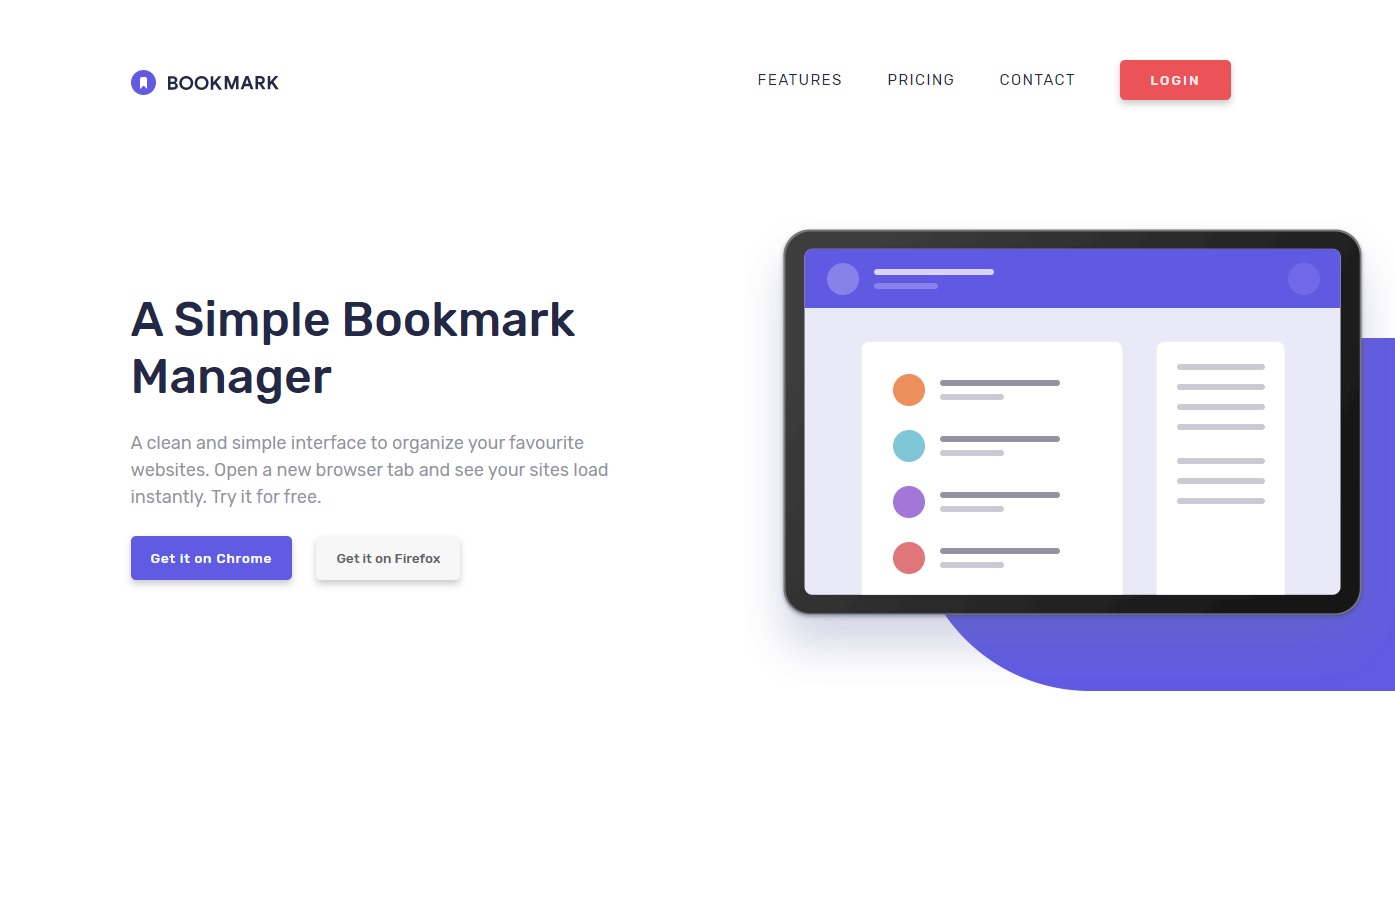 BOOKMARK
FEATURES PRICING CONTACT LOGIN
A Simple Bookmark
Manager
A clean and simple interface to organize your favourite
websites. Open a new browser tab and see your sites load
instantly. Try it for free.
Get it on Chrome Get it on Firefox